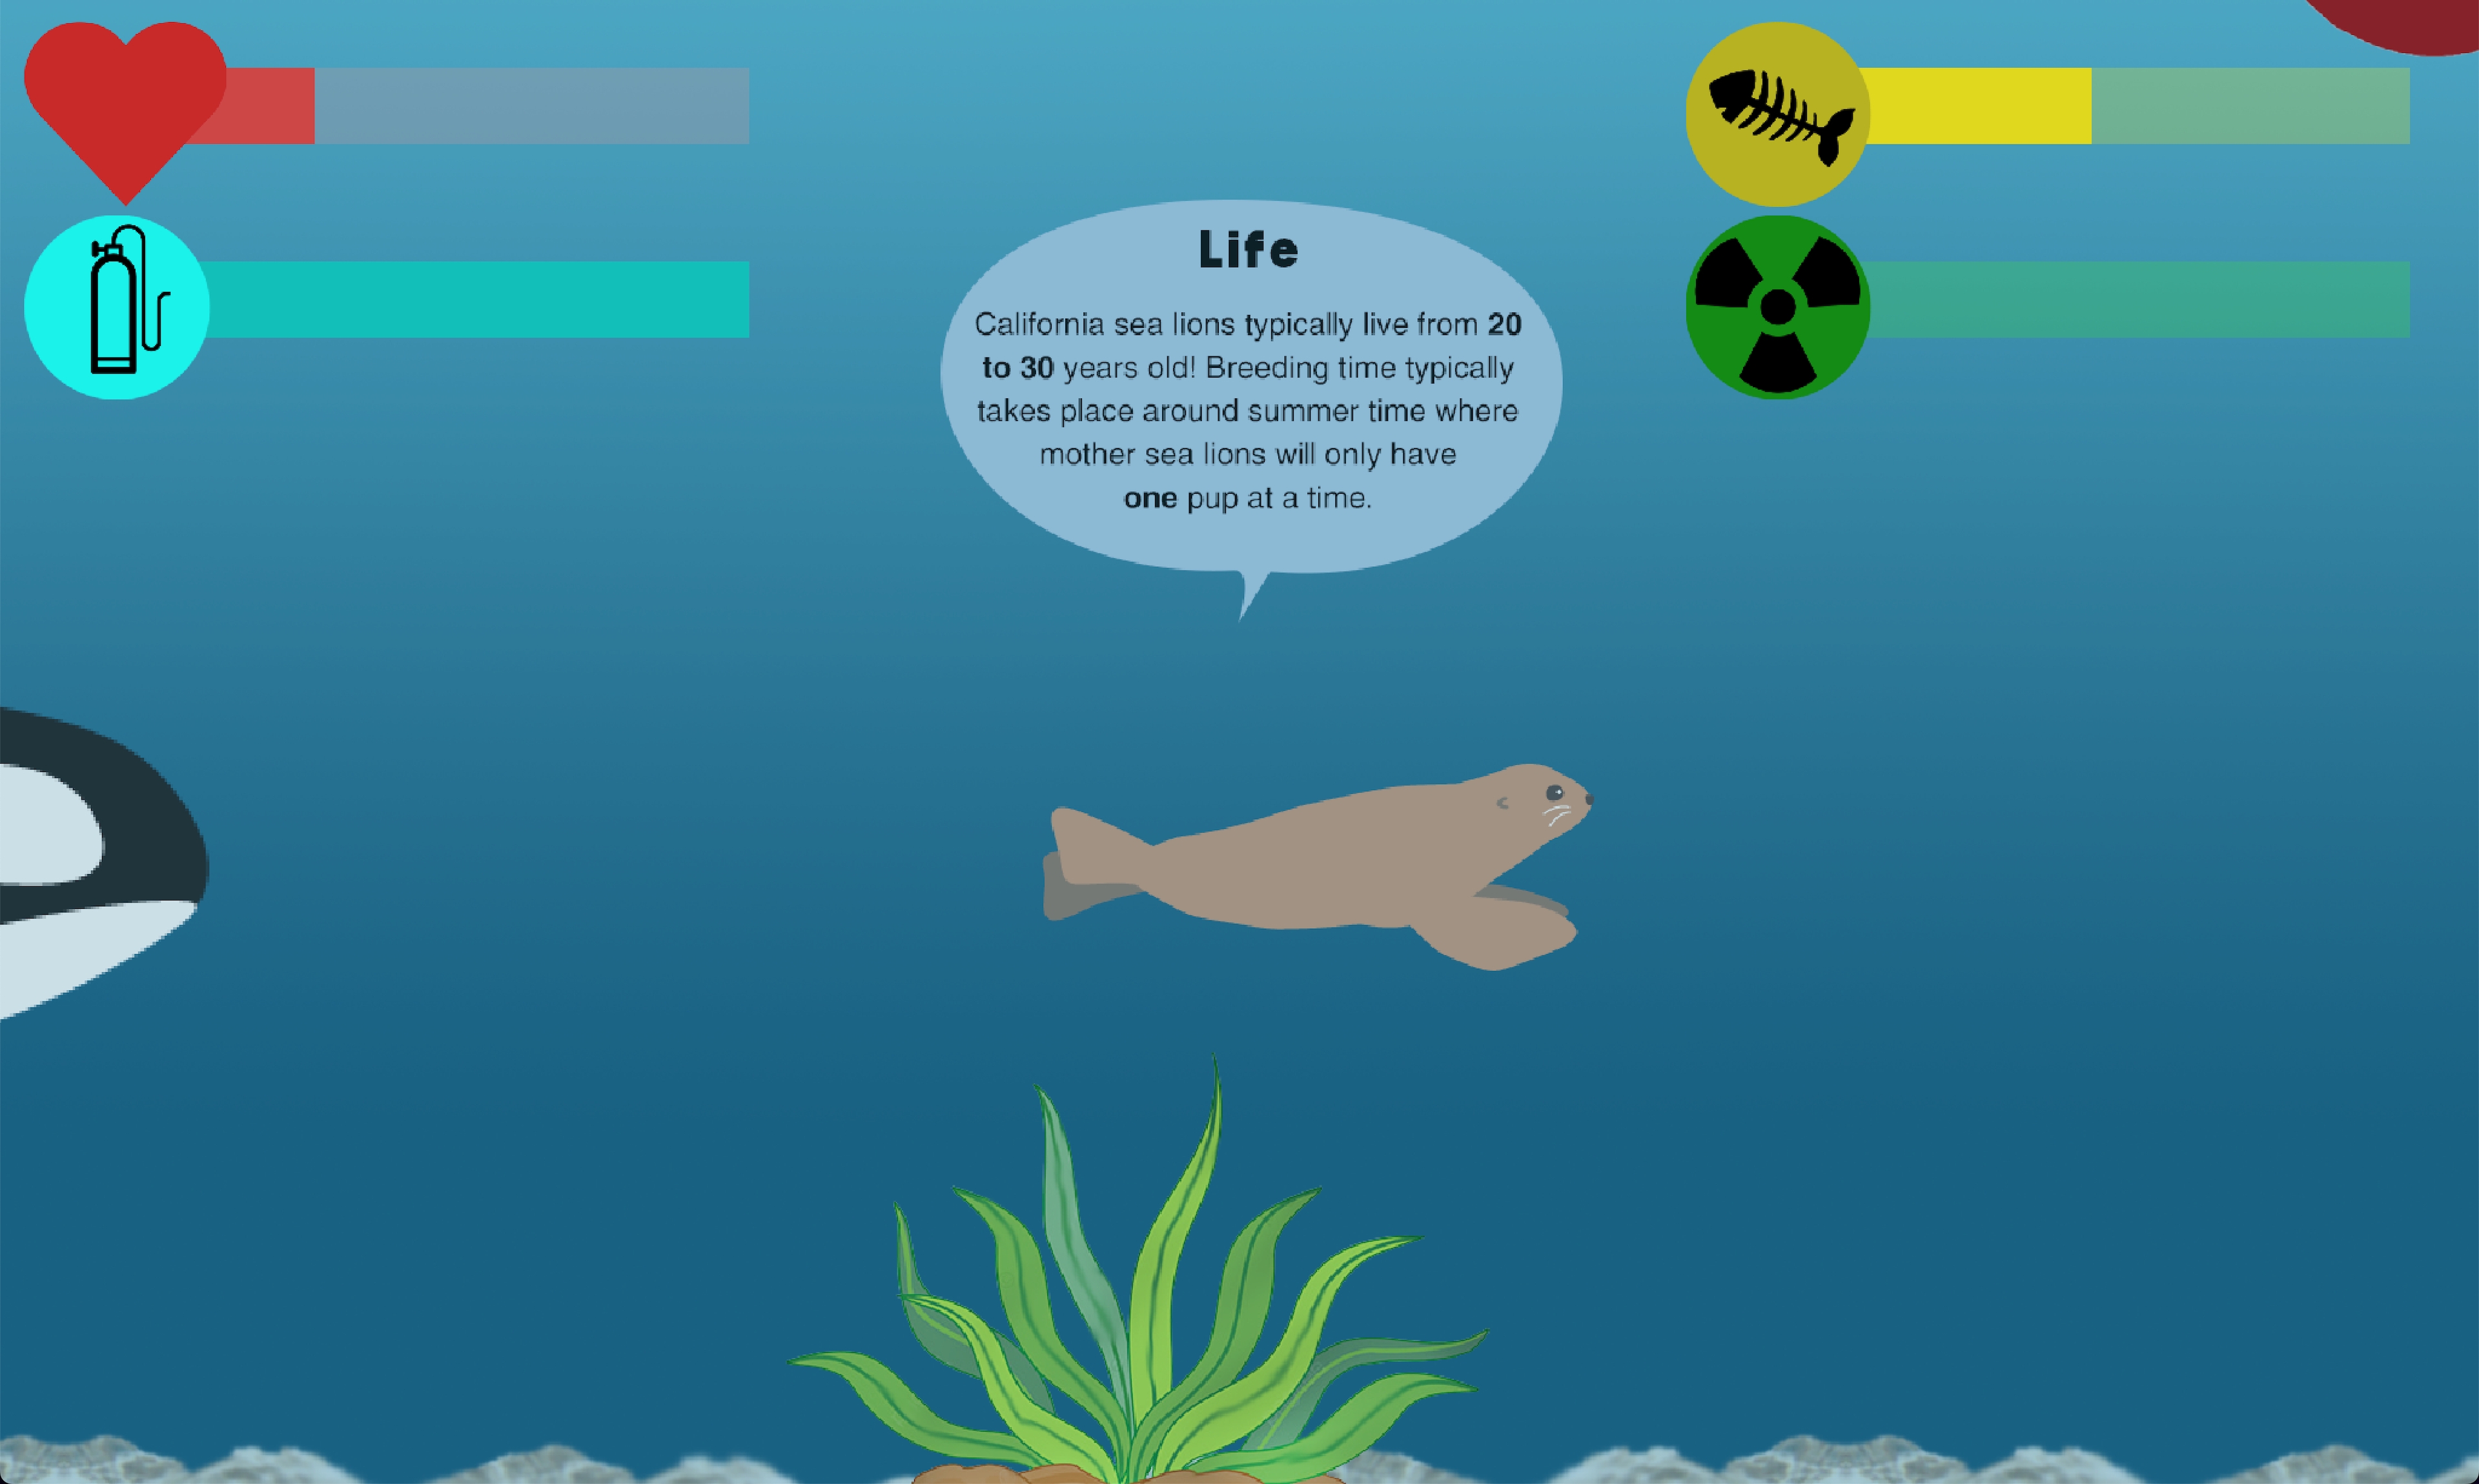 Life
California sea lions typically live from 20
to 30 years old! Breeding time typically
takes place around summer time where
mother sea lions will only have
one pup at a time.